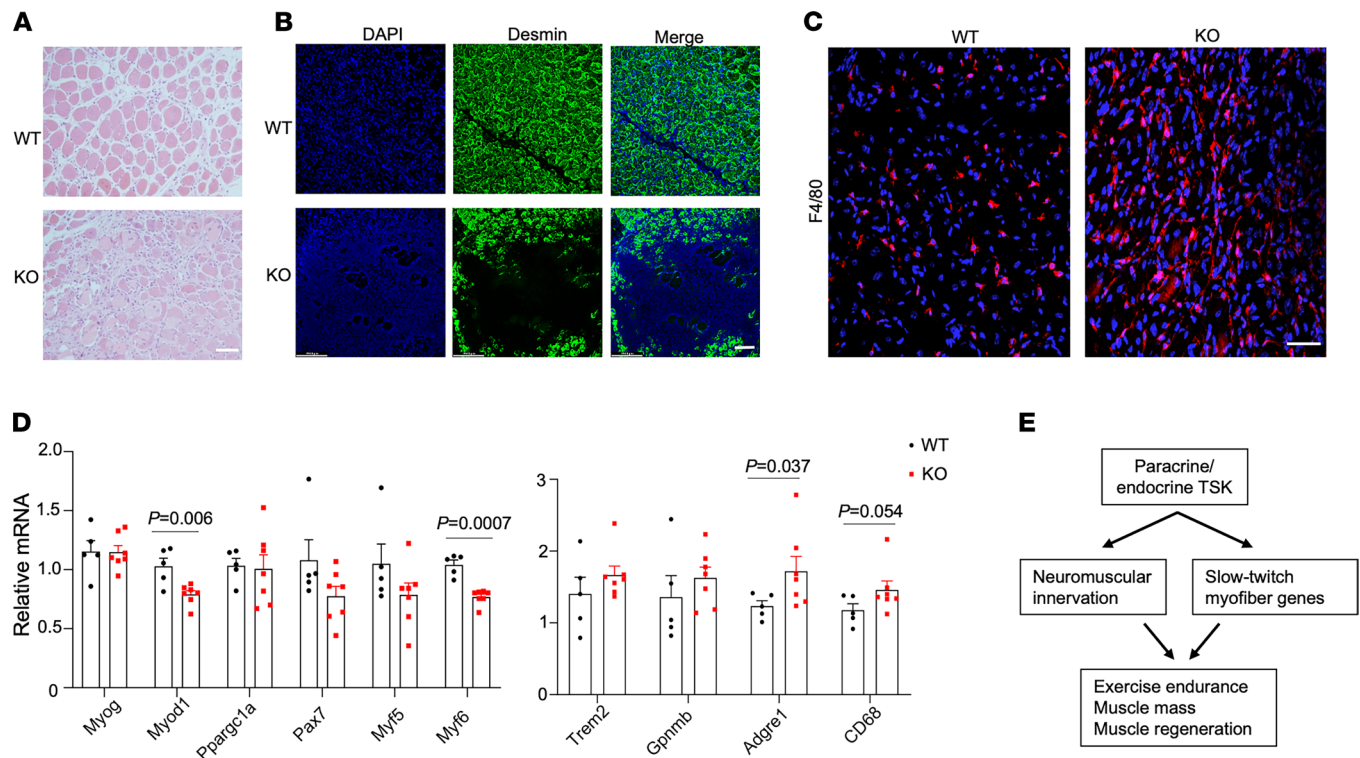 A
WT
KO
B
DAPI
Desmin
Merge
WT
KO
C
WT
KO
F4/80
D
Relative mRNA
2.0
1.5
1.0
0.5
0
P=0.006
P=0.0007
Myog
Myod1
Ppargc1a
Pax7
Myf5
Myf6
3
2
1
0
P=0.037
P=0.054
WT
KO
Trem2
Gpnmb
Adgre1
CD68
E
Paracrine/
endocrine TSK
Neuromuscular
innervation
Slow-twitch
myofiber genes
Exercise endurance
Muscle mass
Muscle regeneration